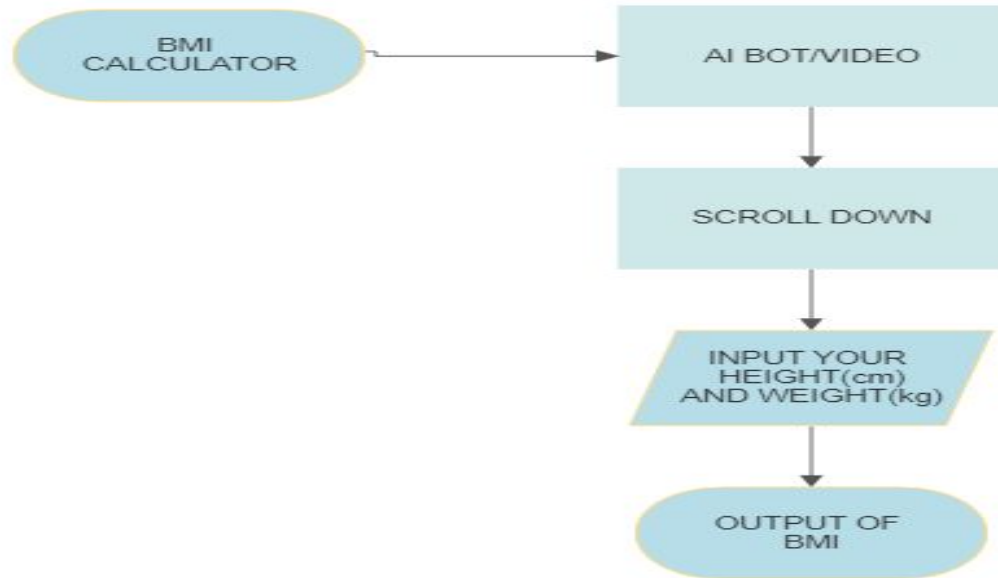 BMI
CALCULATOR
AI BOT/VIDEO
SCROLL DOWN
INPUT YOUR
HEIGHT(cm)
AND WEIGHT(kg)
OUTPUT OF
BMI